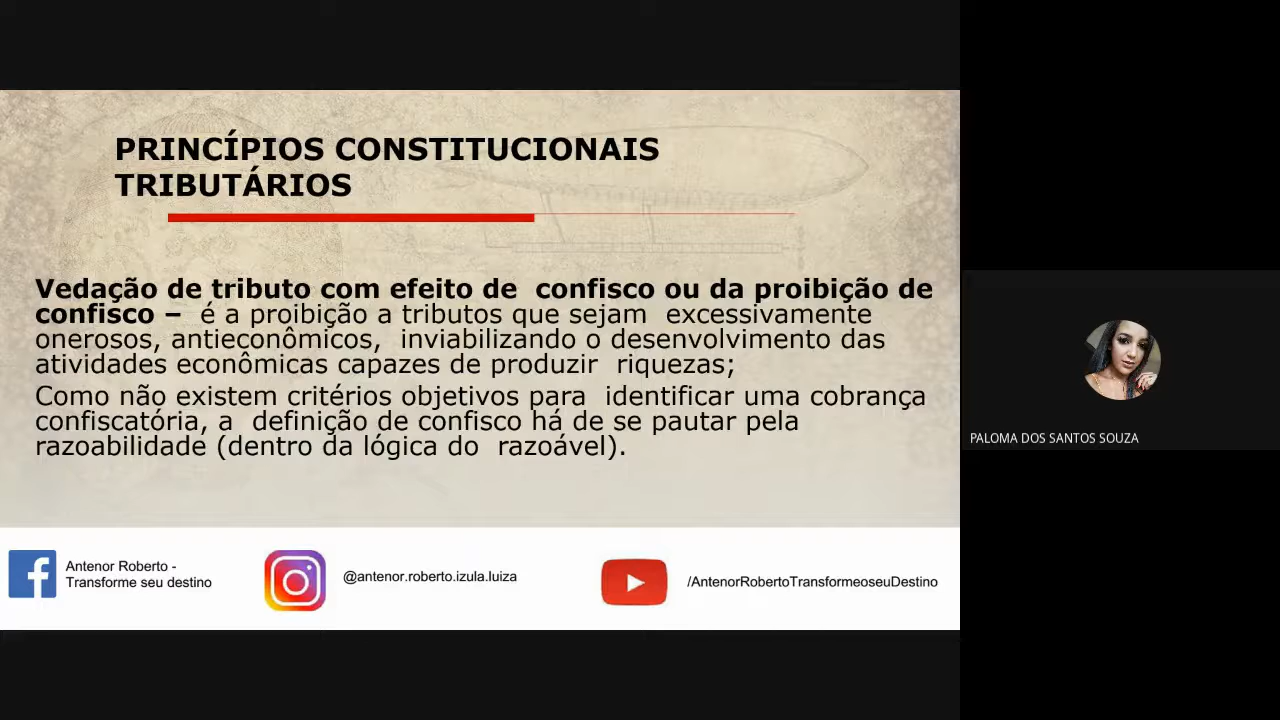 PRINCÍPIOS CONSTITUCIONAIS
TRIBUTÁRIOS
Vedação de tributo com efeito de confisco ou da proibição de
confisco – é a proibição a tributos que sejam excessivamente
onerosos, antieconômicos, inviabilizando o desenvolvimento das
atividades econômicas capazes de produzir riquezas;
Como não existem critérios objetivos para identificar uma cobrança
confiscatória, a definição de confisco há de se pautar pela
razoabilidade (dentro da lógica do razoável).
Antenor Roberto -
Transforme seu destino
@antenor.roberto.izula.luiza
/AntenorRobertoTransformeoseuDestino
PALOMA DOS SANTOS SOUZA